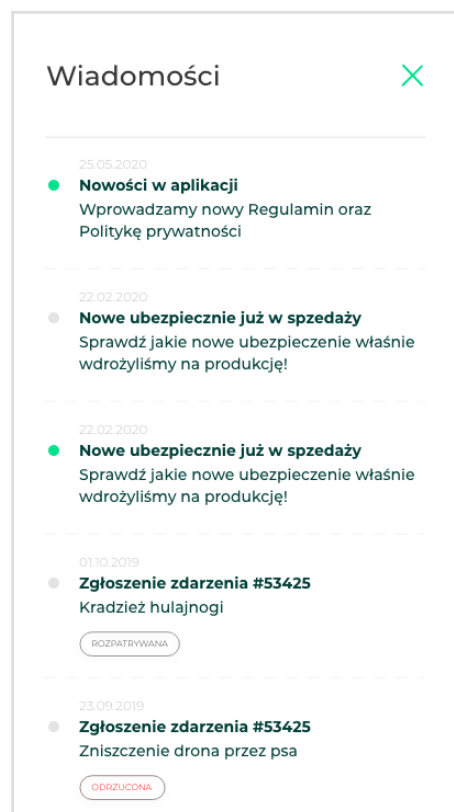 Wiadomości
25.05.2020
Nowości w aplikacji
Wprowadzamy nowy Regulamin oraz
Politykę prywatności
22.02.2020
Nowe ubezpiecznie już w szpedaży
Sprawdź jakie nowe ubezpieczenie właśnie
wdrożyliśmy na produkcję!
22.02.2020
Nowe ubezpiecznie już w szpedaży
Sprawdź jakie nowe ubezpieczenie właśnie
wdrożyliśmy na produkcję!
01.10.2019
Zgłoszenie zdarzenia #53425
Kradzież hulajnogi
ROZPATRYWANA
23.09.2019
Zgłoszenie zdarzenia #53425
Zniszczenie drona przez psa
ODRZUCONA